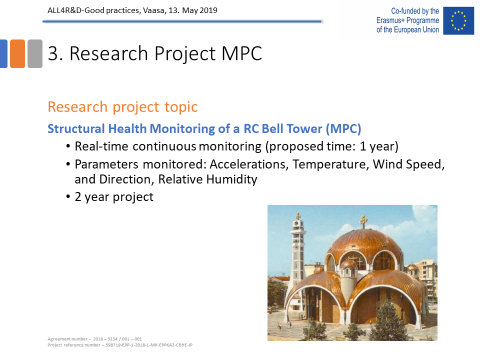 ALL4R&D-Good practices, Vaasa, 13. May 2019
Co-funded by the
Erasmus+ Programme
of the European Union
3. Research Project MPC
Research project topic
Structural Health Monitoring of a RC Bell Tower (MPC)
• Real-time continuous monitoring (proposed time: 1 year)
• Parameters monitored: Accelerations, Temperature, Wind Speed,
and Direction, Relative Humidity
• 2 year project